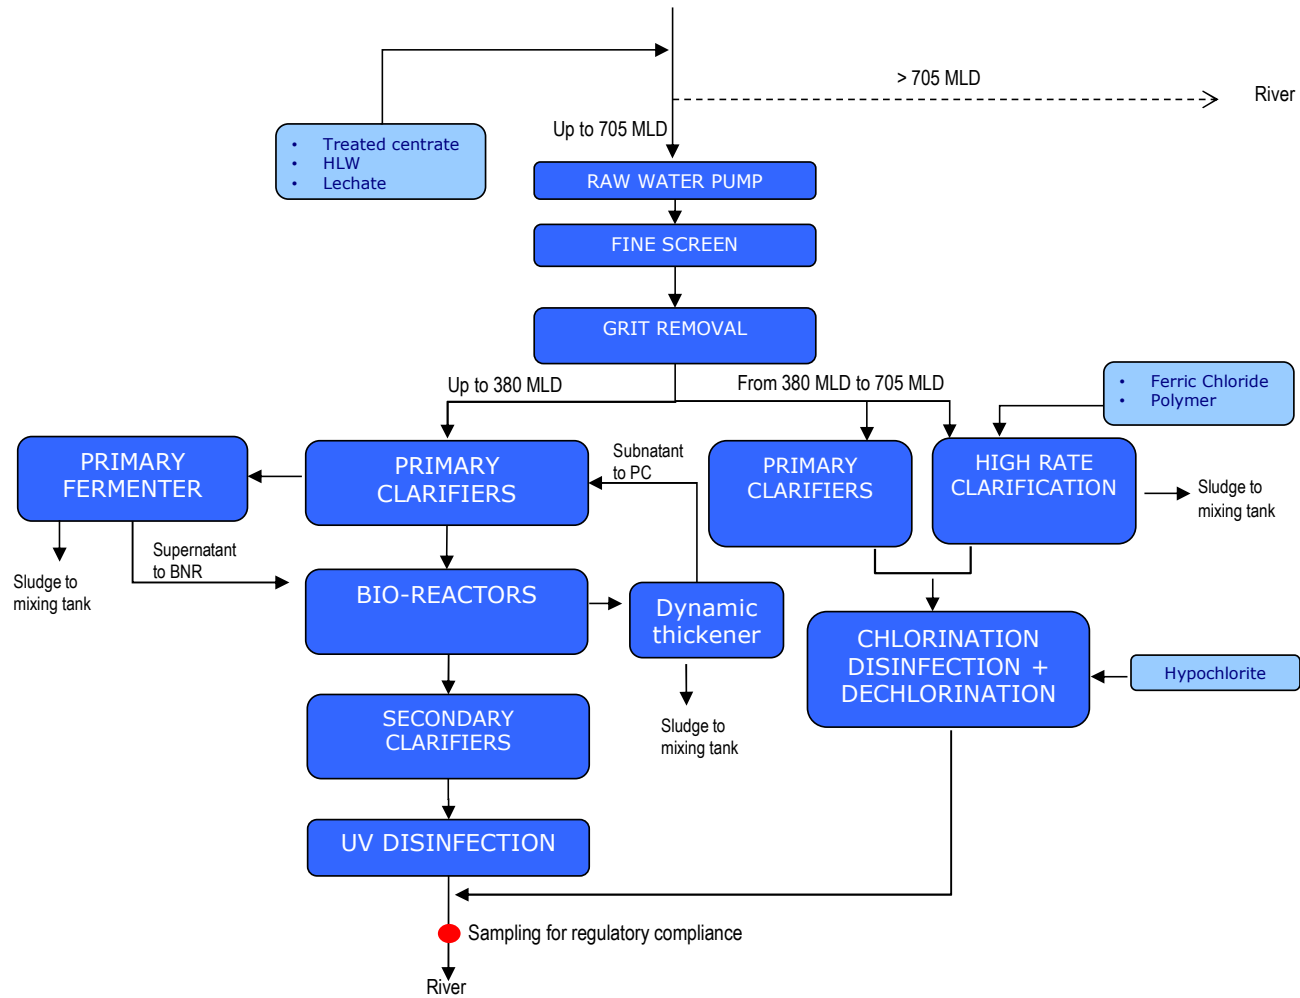 > 705 MLD
River
Up to 705 MLD
• Treated centrate
• HLW
• Lechate
RAW WATER PUMP
FINE SCREEN
GRIT REMOVAL
Up to 380 MLD
From 380 MLD to 705 MLD
• Ferric Chloride
• Polymer
PRIMARY
FERMENTER
PRIMARY
CLARIFIERS
Subnatant
to PC
PRIMARY
CLARIFIERS
HIGH RATE
CLARIFICATION
Sludge to
mixing tank
Supernatant
to BNR
Sludge to
mixing tank
BIO-REACTORS
Dynamic
thickener
CHLORINATION
DISINFECTION +
DECHLORINATION
Hypochlorite
SECONDARY
CLARIFIERS
Sludge to
mixing tank
UV DISINFECTION
Sampling for regulatory compliance
River